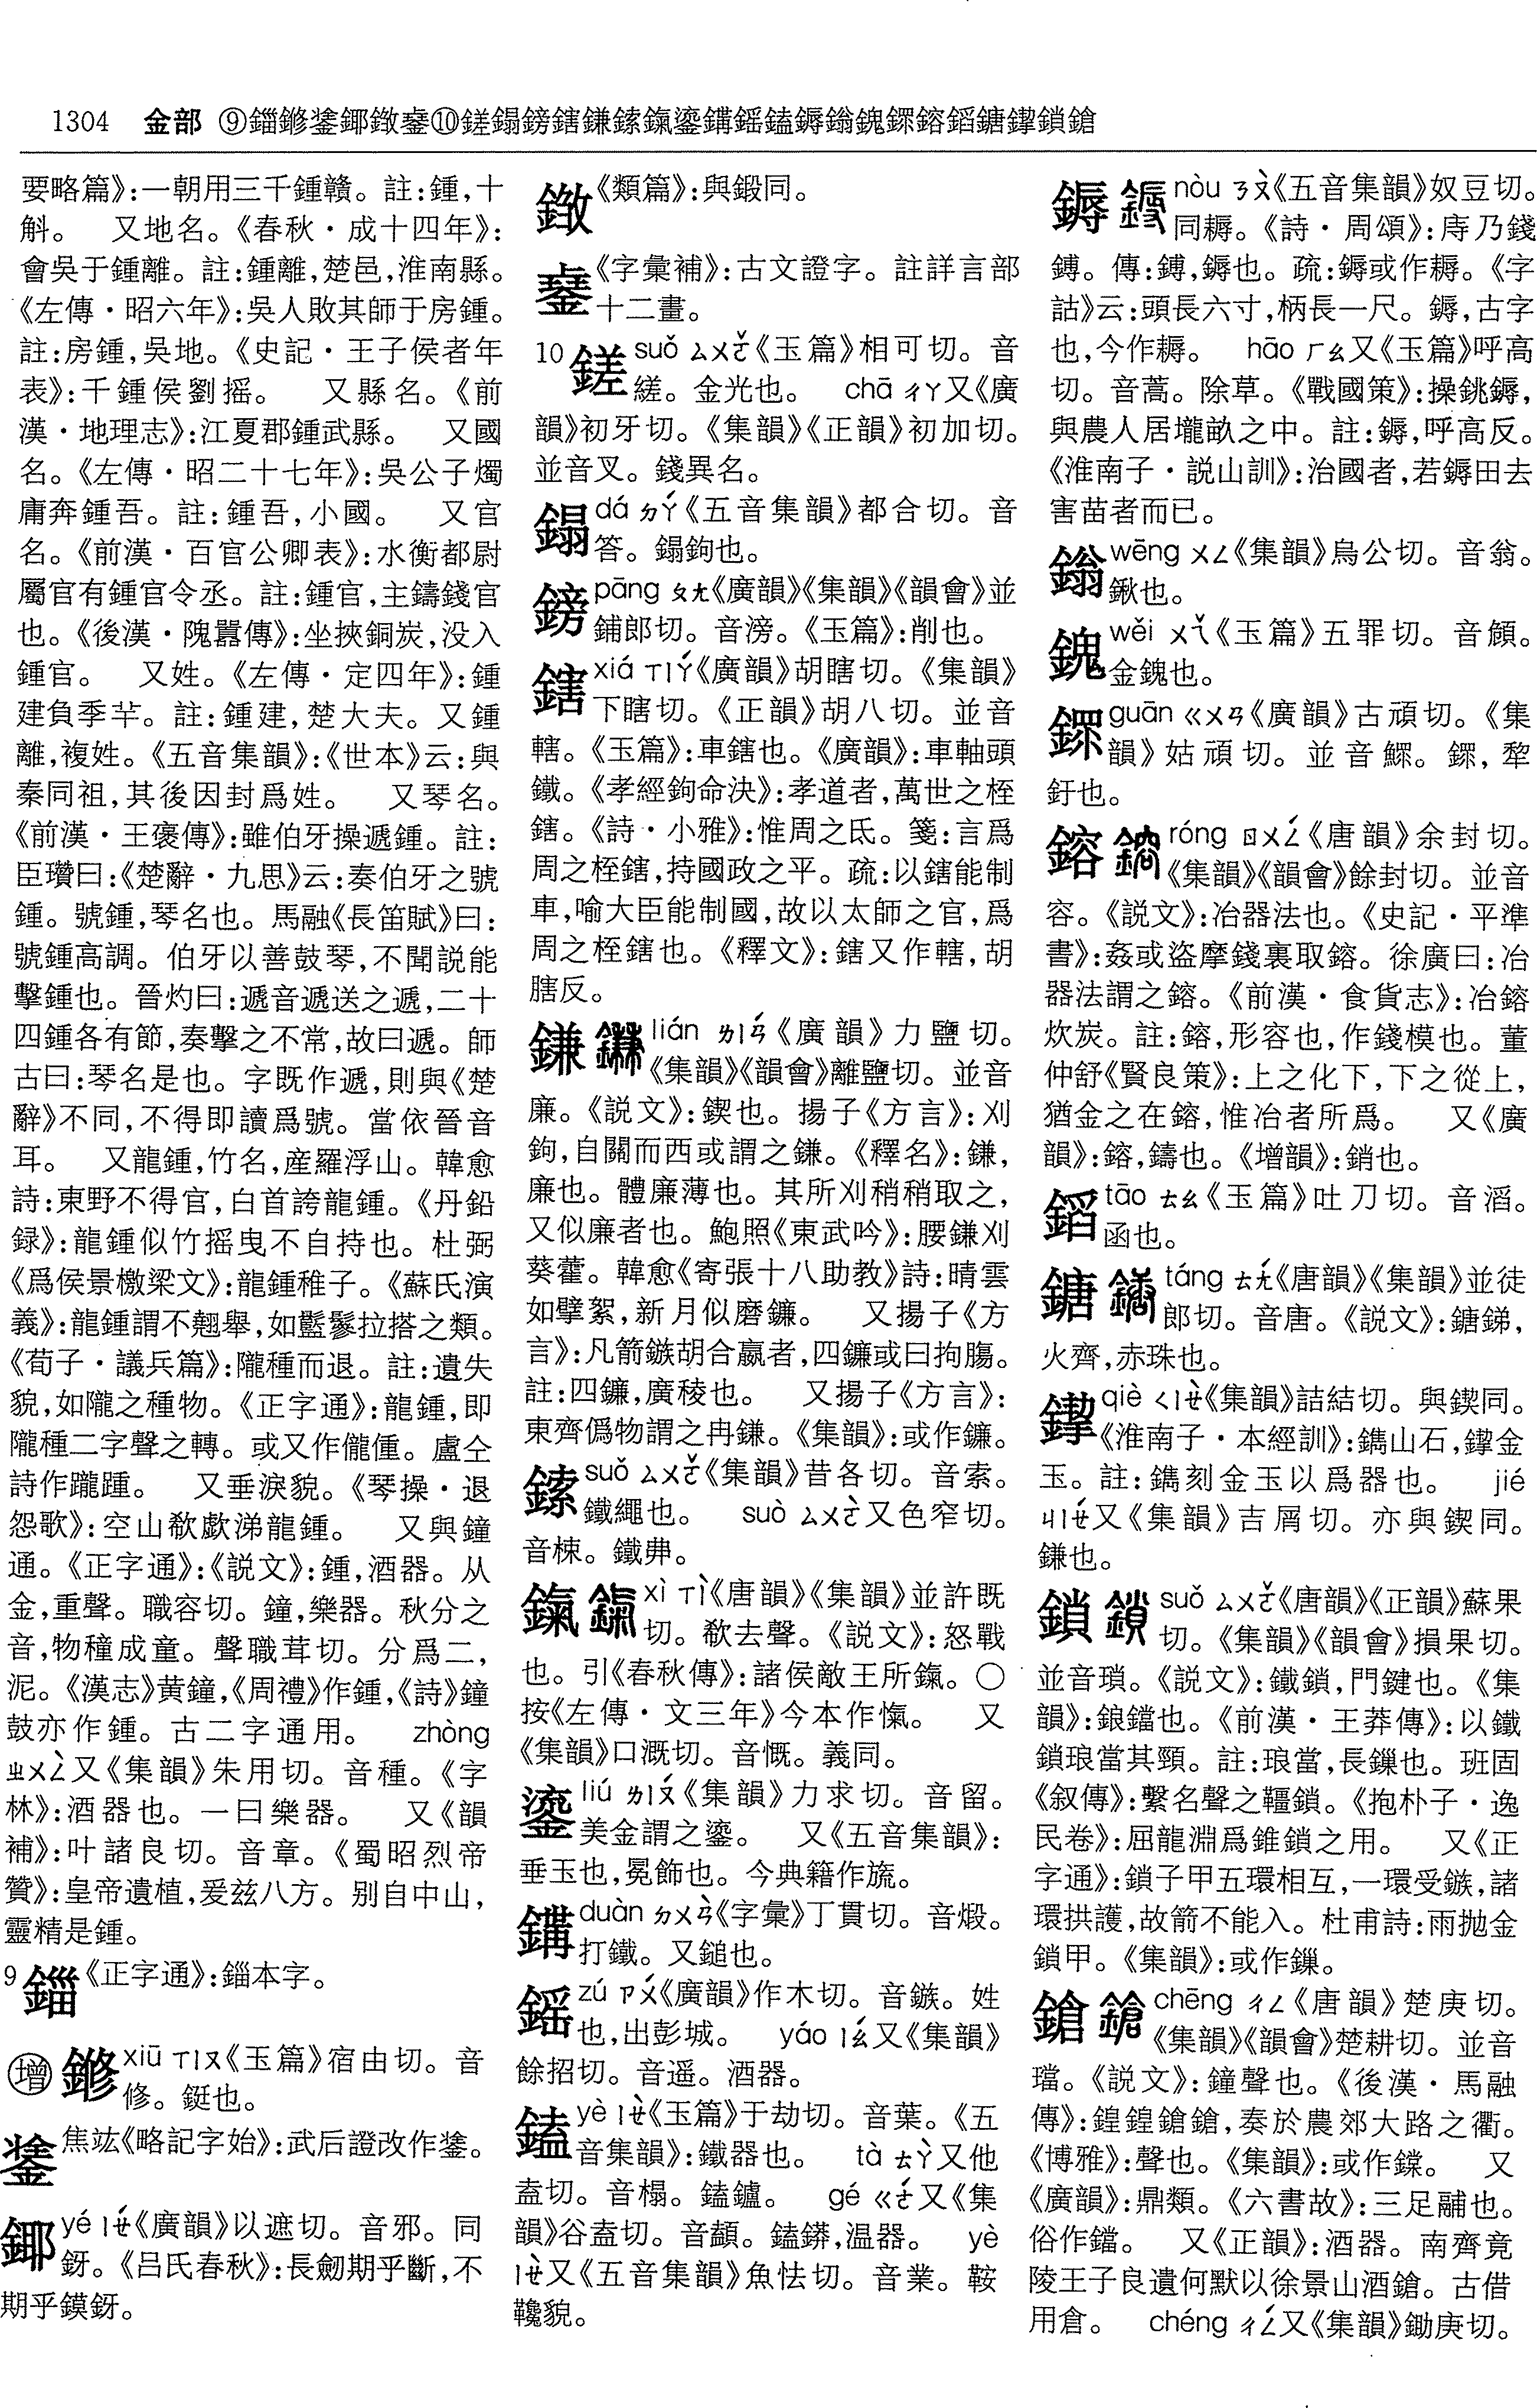 1304 金部 ⑨鍿鎀𨧱鎁𨫒𨨞⑩鎈鎉鎊鎋鎌鎍鎎鎏鎒鎐鎑鎒鎓鎚鎅鎔鎐鎕鎨鎖鎗
要略篇》:一朝用三千鍾贛。註:鍾,十
斛。 又地名。《春秋·成十四年》:
會吳于鍾離。註:鍾離,楚邑,淮南縣。
《左傳·昭六年》:吳人敗其師于房鍾。
註:房鍾,吳地。《史記·王子侯者年
表》:千鍾侯劉摇。 又縣名。《前
漢·地理志》:江夏郡鍾武縣。 又國
名。《左傳·昭二十七年》:吳公子燭
庸奔鍾吾。註:鍾吾,小國。 又官
名。《前漢·百官公卿表》:水衡都尉
屬官有鍾官令丞。註:鍾官,主鑄錢官
也。《後漢·隗囂傳》:坐挾銅炭,没入
鍾官。 又姓。《左傳·定四年》:鍾
建負季芊。註:鍾建,楚大夫。又鍾
離,複姓。《五音集韻》:《世本》云:與
秦同祖,其後因封爲姓。 又琴名。
《前漢·王褒傳》:雖伯牙操遞鍾。註:
臣瓚曰:《楚辭·九思》云:奏伯牙之號
鍾。號鍾,琴名也。馬融《長笛賦》曰:
號鍾高調。伯牙以善鼓琴,不聞説能
擊鍾也。晉灼曰:遞音遞送之遞,二十
四鍾各有節,奏擊之不常,故曰遞。師
古曰:琴名是也。字既作遞,則與《楚
辭》不同,不得即讀爲號。當依晉音
耳。 又龍鍾,竹名,産羅浮山。韓愈
詩:東野不得官,白首誇龍鍾。《丹鉛
録》:龍鍾似竹摇曳不自持也。杜弼
《爲侯景檄梁文》:龍鍾稚子。《蘇氏演
義》:龍鍾謂不翹舉,如䰐鬖拉搭之類。
《荀子·議兵篇》:隴種而退。註:遺失
貌,如隴之種物。《正字通》:龍鍾,即
隴種二字聲之轉。或又作儱偅。盧仝
詩作躘踵。 又垂淚貌。《琴操·退
怨歌》:空山欷歔涕龍鍾。 又與鐘
通。《正字通》:《説文》:鍾,酒器。从
金,重聲。職容切。鐘,樂器。秋分之
音,物穜成童。聲職茸切。分爲二,
泥。《漢志》黄鐘,《周禮》作鍾,《詩》鐘
鼓亦作鍾。古二字通用。 zhòng
ㄓㄨㄥˋ又《集韻》朱用切。音種。《字
林》:酒器也。一曰樂器。 又《韻
補》:叶諸良切。音章。《蜀昭烈帝
贊》:皇帝遺植,爰兹八方。别自中山,
靈精是鍾。
9 《正字通》:鍿本字。
㊉增 鎀 xiū ㄒㄧㄡ《玉篇》宿由切。音
修。鋌也。
焦竑《略記字始》:武后證改作。
鎁 yé ㄧㄝˊ《廣韻》以遮切。音邪。同
釾。《吕氏春秋》:長劒期乎斷,不
期乎鏌釾。
《類篇》:與鍛同。
《字彙補》:古文證字。註詳言部
十二畫。
10 鎈 suǒ ㄙㄨㄛˇ《玉篇》相可切。音
縒。金光也。 chā ㄔㄚ又《廣
韻》初牙切。《集韻》《正韻》初加切。
並音叉。錢異名。
鎉 dá ㄉㄚˊ《五音集韻》都合切。音
答。鎉鉤也。
鎊 pāng ㄆㄤ《廣韻》《集韻》《韻會》並
鋪郎切。音滂。《玉篇》:削也。
鎋 xiá ㄒㄧㄚˊ《廣韻》胡瞎切。《集韻》
下瞎切。《正韻》胡八切。並音
轄。《玉篇》:車鎋也。《廣韻》:車軸頭
鐵。《孝經鉤命決》:孝道者,萬世之桎
鎋。《詩·小雅》:惟周之氐。箋:言爲
周之桎鎋,持國政之平。疏:以鎋能制
車,喻大臣能制國,故以太師之官,爲
周之桎鎋也。《釋文》:鎋又作轄,胡
瞎反。
鎌 lián ㄌㄧㄢˊ《廣韻》力鹽切。
《集韻》《韻會》離鹽切。並音
廉。《説文》:鍥也。揚子《方言》:刈
鉤,自關而西或謂之鎌。《釋名》:鎌,
廉也。體廉薄也。其所刈稍稍取之,
又似廉者也。鮑照《東武吟》:腰鎌刈
葵藿。韓愈《寄張十八助教》詩:晴雲
如擘絮,新月似磨鐮。 又揚子《方
言》:凡箭鏃胡合嬴者,四鐮或曰拘腸。
註:四鐮,廣稜也。 又揚子《方言》:
東齊僞物謂之冉鎌。《集韻》:或作鐮。
鎍 suǒ ㄙㄨㄛˇ《集韻》昔各切。音索。
鐵繩也。 suò ㄙㄨㄛˋ又色窄切。
音栜。鐵㢮。
鎎 xì ㄒㄧˋ《唐韻》《集韻》並許既
切。欷去聲。《説文》:怒戰
也。引《春秋傳》:諸侯敵王所鎎。○
按《左傳·文三年》今本作愾。 又
《集韻》口溉切。音慨。義同。
鎏 liú ㄌㄧㄡˊ《集韻》力求切。音留。
美金謂之鎏。 又《五音集韻》:
垂玉也,冕飾也。今典籍作旒。
duàn ㄉㄨㄢˋ《字彙》丁貫切。音煅。
打鐵。又鎚也。
zú ㄗㄨˊ《廣韻》作木切。音鏃。姓
也,出彭城。 yáo ㄧㄠˊ又《集韻》
餘招切。音遥。酒器。
鎑 yè ㄧㄝˋ《玉篇》于劫切。音葉。《五
音集韻》:鐵器也。 tà ㄊㄚˋ又他
盍切。音榻。鎑鑪。 gé ㄍㄜˊ又《集
韻》谷盍切。音顜。鎑鏲,温器。 yè
ㄧㄝˋ又《五音集韻》魚怯切。音業。鞍
鞴貌。
鎒 nòu ㄋㄡˋ《五音集韻》奴豆切。
同耨。《詩·周頌》:庤乃錢
鎛。傳:鎛,鎒也。疏:鎒或作耨。《字
詁》云:頭長六寸,柄長一尺。鎒,古字
也,今作耨。 hāo ㄏㄠ又《玉篇》呼高
切。音蒿。除草。《戰國策》:操銚鎒,
與農人居壠畝之中。註:鎒,呼高反。
《淮南子·説山訓》:治國者,若鎒田去
害苗者而已。
鎓 wēng ㄨㄥ《集韻》烏公切。音翁。
鍬也。
wěi ㄨㄟˇ《玉篇》五罪切。音頠。
金鎚也。
guān ㄍㄨㄢ《廣韻》古頑切。《集
韻》姑頑切。並音鰥。,犂
釪也。
鎔 róng ㄖㄨㄥˊ《唐韻》余封切。
《集韻》《韻會》餘封切。並音
容。《説文》:冶器法也。《史記·平準
書》:姦或盗摩錢裏取鎔。徐廣曰:冶
器法謂之鎔。《前漢·食貨志》:冶鎔
炊炭。註:鎔,形容也,作錢模也。董
仲舒《賢良策》:上之化下,下之從上,
猶金之在鎔,惟冶者所爲。 又《廣
韻》:鎔,鑄也。《增韻》:銷也。
tāo ㄊㄠ《玉篇》吐刀切。音滔。
函也。
鎕 táng ㄊㄤˊ《唐韻》《集韻》並徒
郎切。音唐。《説文》:鎕銻,
火齊,赤珠也。
qiè ㄑㄧㄝˋ《集韻》詰結切。與鍥同。
《淮南子·本經訓》:鐫山石,金
玉。註:鐫刻金玉以爲器也。 jié
ㄐㄧㄝˊ又《集韻》吉屑切。亦與鍥同。
鎌也。
鎖 suǒ ㄙㄨㄛˇ《唐韻》《正韻》蘇果
切。《集韻》《韻會》損果切。
並音瑣。《説文》:鐵鎖,門鍵也。《集
韻》:鋃鐺也。《前漢·王莽傳》:以鐵
鎖琅當其頸。註:琅當,長鏁也。班固
《叙傳》:繫名聲之韁鎖。《抱朴子·逸
民卷》:屈龍淵爲錐鎖之用。 又《正
字通》:鎖子甲五環相互,一環受鏃,諸
環拱護,故箭不能入。杜甫詩:雨抛金
鎖甲。《集韻》:或作鏁。
鎗 chēng ㄔㄥ《唐韻》楚庚切。
《集韻》《韻會》楚耕切。並音
璫。《説文》:鐘聲也。《後漢·馬融
傳》:鍠鍠鎗鎗,奏於農郊大路之衢。
《博雅》:聲也。《集韻》:或作鏿。 又
《廣韻》:鼎類。《六書故》:三足鬴也。
俗作鐺。 又《正韻》:酒器。南齊竟
陵王子良遺何默以徐景山酒鎗。古借
用倉。 chéng ㄔㄥˊ又《集韻》鋤庚切。